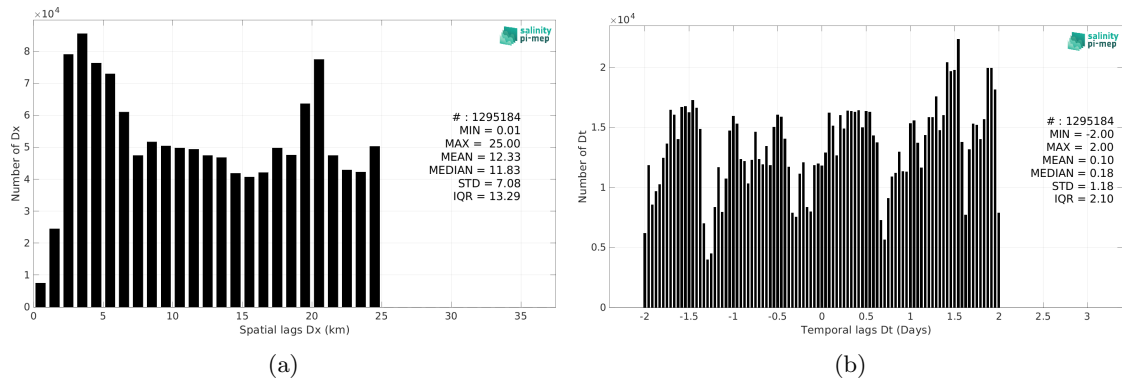 ×10⁴
9
8
7
6
5
4
3
2
1
0
Number of Dx
0
5
10
15
20
25
30
35
Spatial lags Dx (km)
salinity
pi-mep
# : 1295184
MIN = 0.01
MAX = 25.00
MEAN = 12.33
MEDIAN = 11.83
STD = 7.08
IQR = 13.29
(a)
×10⁴
2
1.5
1
0.5
0
Number of Dt
-2
-1.5
-1
-0.5
0
0.5
1
1.5
2
2.5
3
Temporal lags Dt (Days)
salinity
pi-mep
# : 1295184
MIN = -2.00
MAX = 2.00
MEAN = 0.10
MEDIAN = 0.18
STD = 1.18
IQR = 2.10
(b)